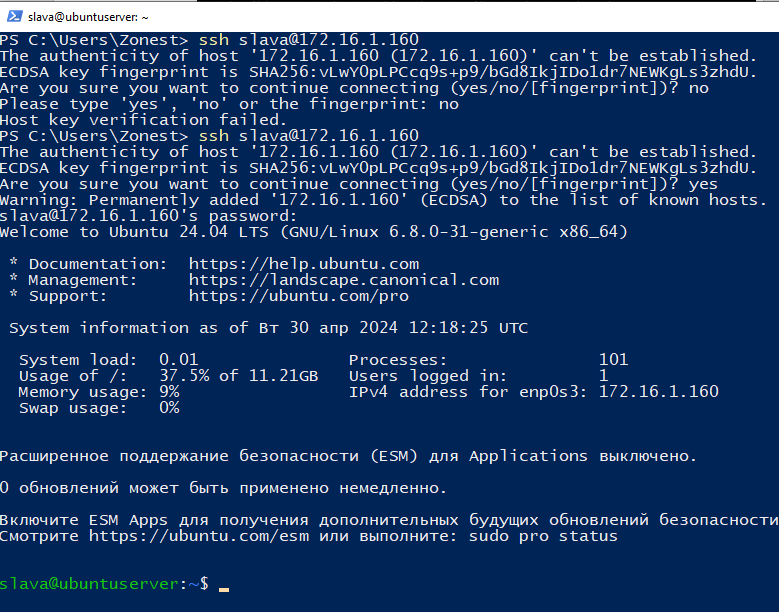 slava@ubuntuserver: ~
PS C:\Users\Zonest> ssh slava@172.16.1.160
The authenticity of host '172.16.1.160 (172.16.1.160)' can't be established.
ECDSA key fingerprint is SHA256:vLwYOpLPCcq9s+p9/bGd8IkjIDo1dr7NEWKgLs3zhdU.
Are you sure you want to continue connecting (yes/no/[fingerprint])? no
Please type 'yes', 'no' or the fingerprint: no
Host key verification failed.
PS C:\Users\Zonest> ssh slava@172.16.1.160
The authenticity of host '172.16.1.160 (172.16.1.160)' can't be established.
ECDSA key fingerprint is SHA256:vLwYOpLPCcq9s+p9/bGd8IkjIDo1dr7NEWKgLs3zhdU.
Are you sure you want to continue connecting (yes/no/[fingerprint])? yes
Warning: Permanently added '172.16.1.160' (ECDSA) to the list of known hosts.
slava@172.16.1.160's password:
Welcome to Ubuntu 24.04 LTS (GNU/Linux 6.8.0-31-generic x86_64)
* Documentation: https://help.ubuntu.com
* Management: https://landscape.canonical.com
* Support: https://ubuntu.com/pro
System information as of Вт 30 апр 2024 12:18:25 UTC
System load: 0.01 Processes: 101
Usage of /: 37.5% of 11.21GB Users logged in: 1
Memory usage: 9% IPv4 address for enp0s3: 172.16.1.160
Swap usage: 0%
Расширенное поддержание безопасности (ESM) для Applications выключено.
0 обновлений может быть применено немедленно.
Включите ESM Apps для получения дополнительных будущих обновлений безопасности
Смотрите https://ubuntu.com/esm или выполните: sudo pro status
slava@ubuntuserver:~$